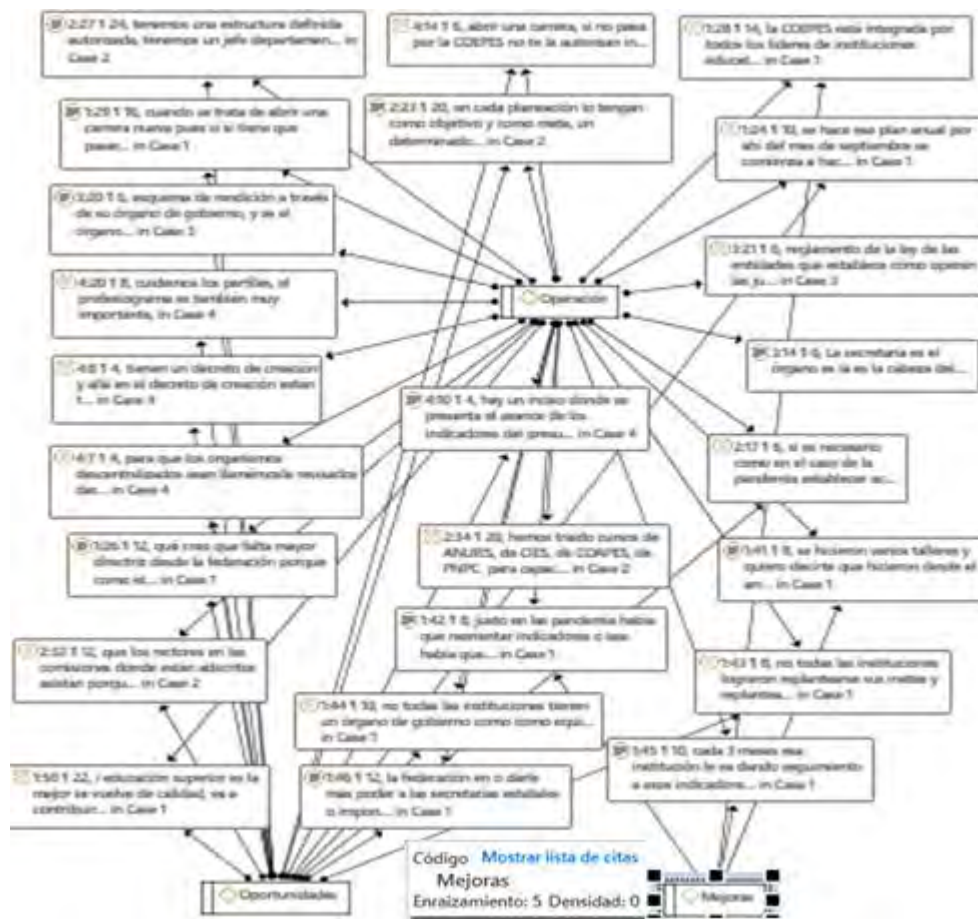 2:27 ¶ 24, tenemos una estructura definida
autorizada, tenemos un jefe departamen... in
Case 2
4:14 ¶ 6, abrir una carrera, si no pasa
por la COEPES no te la autorizan in...
1:28 ¶ 14, la COEPES está integrada por
todos los líderes de instituciones
educat... in Case 1
1:29 ¶ 16, cuando se trata de abrir una
carrera nueva pues si si tiene que
pasar... in Case 1
2:23 ¶ 20, en cada planeación lo tengan
como objetivo y como meta, un
determinado... in Case 2
1:24 ¶ 10, se hace ese plan anual por
ahí del mes de septiembre se
comienza a hac... in Case 1
3:20 ¶ 6, esquema de rendición a través
de su órgano de gobierno, y es el
órgano... in Case 3
3:21 ¶ 6, reglamento de la ley de las
entidades que establece como operen
las ju... in Case 3
4:20 ¶ 8, cuidemos los perfiles, el
profesiograma es también muy
importante, in Case 4
Operación
4:8 ¶ 4, tienen un decreto de creación
y allá en el decreto de creación están
t... in Case 4
3:14 ¶ 6, La secretaria es el
órgano es la es la cabeza del...
4:10 ¶ 4, hay un inciso donde se
presenta el avance de los
indicadores del presu... in Case 4
4:7 ¶ 4, para que los organismos
descentralizados sean
das... in Case 4
2:17 ¶ 6, si es necesario
como en el caso de la
pandemia establecer ac...
1:26 ¶ 12, qué creo que falta mayor
directriz desde la federación porque
como el... in Case 1
2:34 ¶ 20, hemos traído cursos de
ANUIES, de CIES, de COAPES, de
PNPC para capac... in Case 2
1:41 ¶ 8, se hicieron varios talleres y
quiero decirte que hicieron desde el
an... in Case 1
1:42 ¶ 8, justo en las pandemia había
que reorientar indicadores o sea
había que... in Case 1
2:32 ¶ 12, que los rectores en las
comisiones donde están adscritos
asistan porqu... in Case 2
1:43 ¶ 8, no todas las instituciones
lograron replantearse sus metas y
replantea... in Case 1
1:44 ¶ 10, no todas las instituciones tienen
un órgano de gobierno como como equi...
in Case 1
1:45 ¶ 10, cada 3 meses esa
institución le va dando seguimiento
a esos indicadore... in Case 1
1:50 ¶ 22, educación superior es la
mejor se vuelve de calidad, va a
contribuir... in Case 1
1:46 ¶ 12, la federación en o darle
más poder a las secretarias estatales
o impon... in Case 1
Código Mostrar lista de citas
Mejoras
Enraizamiento: 5 Densidad: 0
Oportunidades
Mejoras